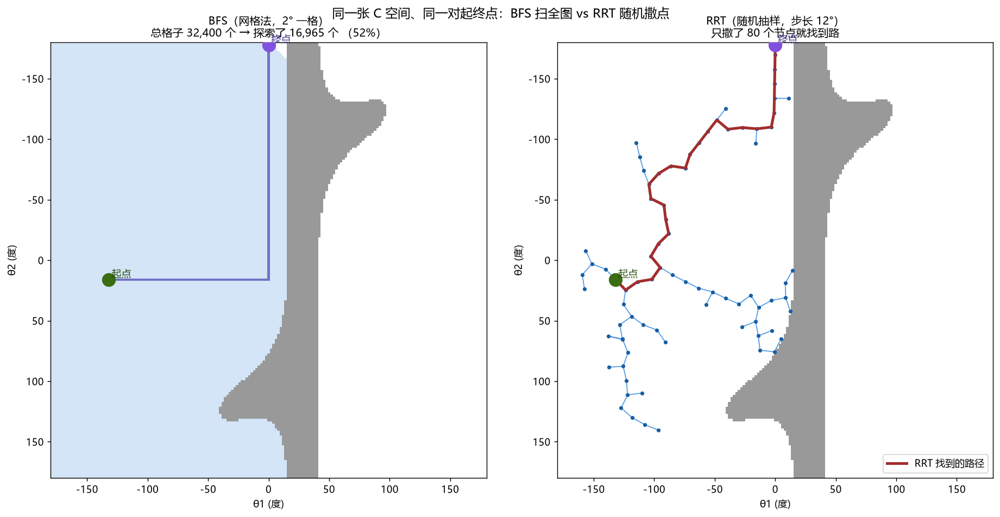 同一张 C 空间、同一对起终点：BFS 扫全图 vs RRT 随机撒点
BFS（网格法，2° 一格）
总格子 32,400 个 → 探索了 16,965 个 （52%）
终点
起点
-150
-100
-50
0
50
100
150
θ2 (度)
-150
-100
-50
0
50
100
150
θ1 (度)
RRT（随机抽样，步长 12°）
只撒了 80 个节点就找到路
终点
起点
-150
-100
-50
0
50
100
150
θ2 (度)
RRT 找到的路径
-150
-100
-50
0
50
100
150
θ1 (度)